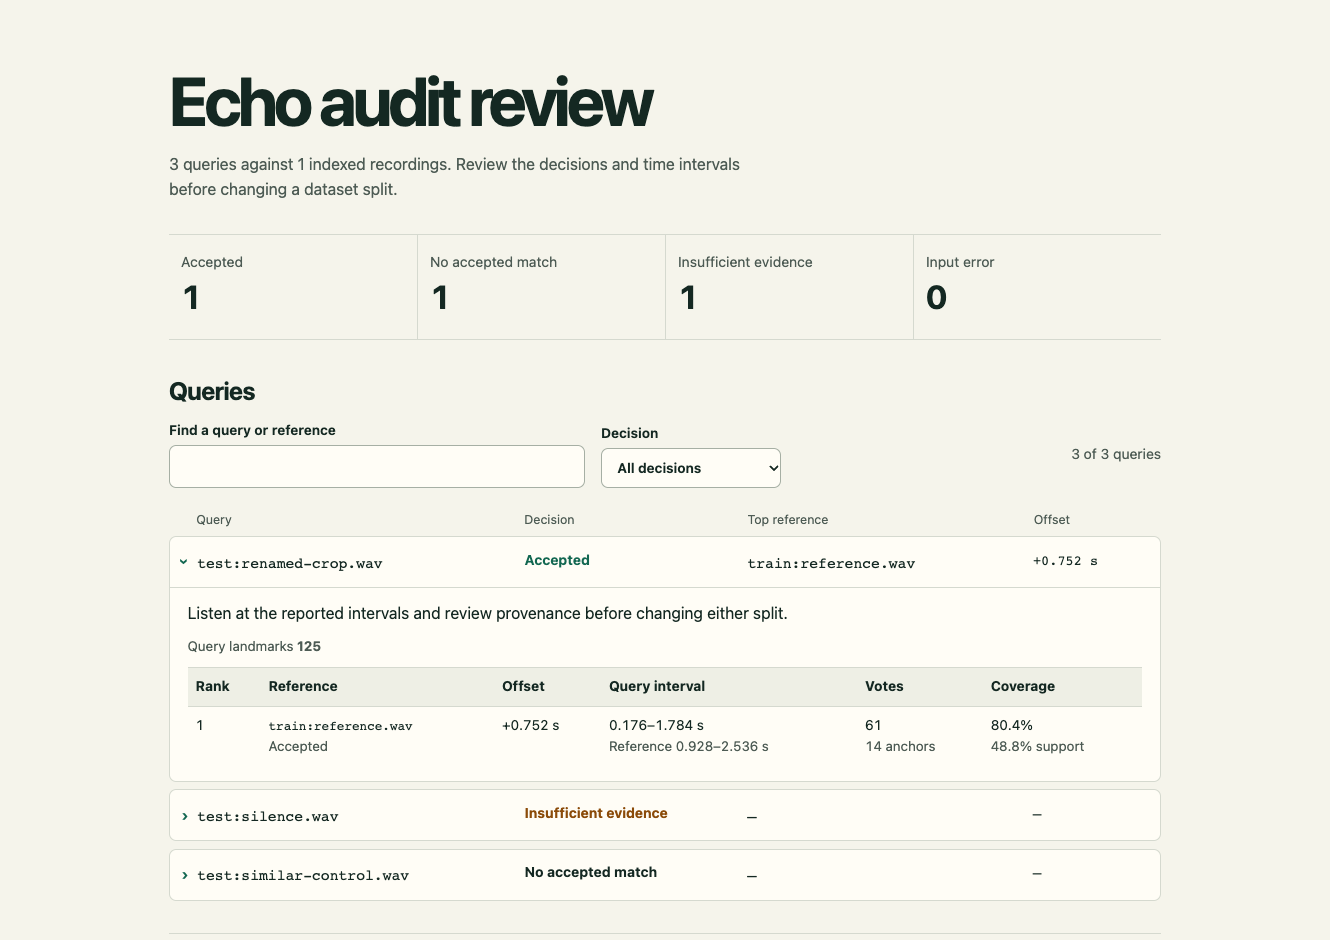 Echo audit review
3 queries against 1 indexed recordings. Review the decisions and time intervals
before changing a dataset split.
Accepted
1
No accepted match
1
Insufficient evidence
1
Input error
0
Queries
Find a query or reference
Decision
All decisions
3 of 3 queries
Query Decision Top reference Offset
test:renamed-crop.wav Accepted train:reference.wav +0.752 s
Listen at the reported intervals and review provenance before changing either split.
Query landmarks 125
Rank Reference Offset Query interval Votes Coverage
1 train:reference.wav +0.752 s 0.176–1.784 s 61 80.4%
Accepted Reference 0.928–2.536 s 14 anchors 48.8% support
test:silence.wav Insufficient evidence — —
test:similar-control.wav No accepted match — —